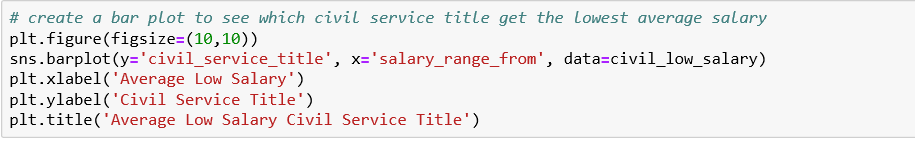 # create a bar plot to see which civil service title get the lowest average salary
plt.figure(figsize=(10,10))
sns.barplot(y='civil_service_title', x='salary_range_from', data=civil_low_salary)
plt.xlabel('Average Low Salary')
plt.ylabel('Civil Service Title')
plt.title('Average Low Salary Civil Service Title')